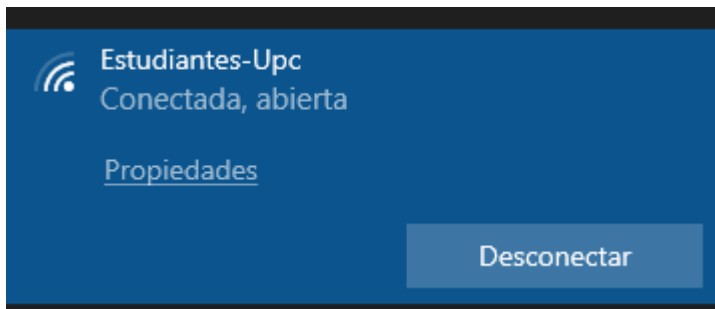 Estudiantes-Upc
Conectada, abierta
Propiedades
Desconectar